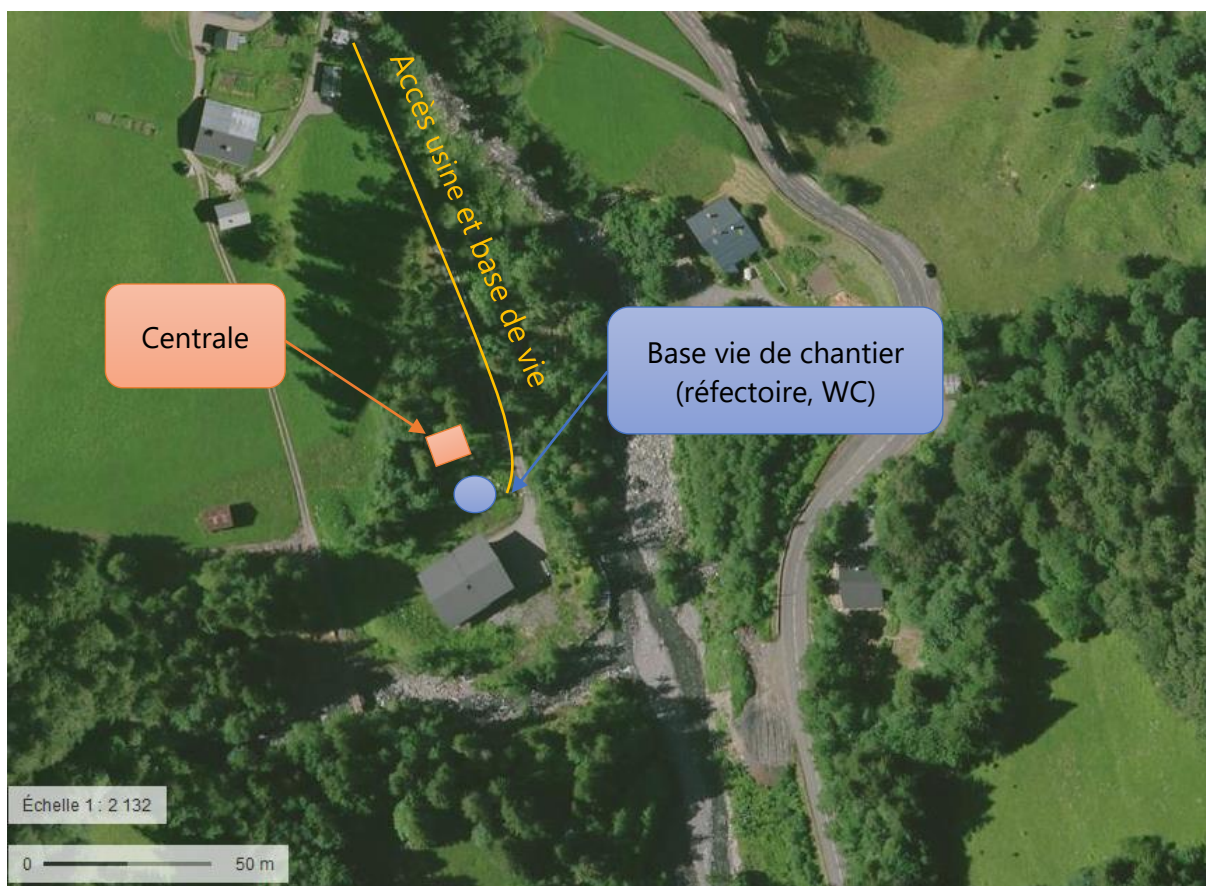 Accès usine et base de vie
Centrale
Base vie de chantier
(réfectoire, WC)
Échelle 1 : 2 132
0 50 m